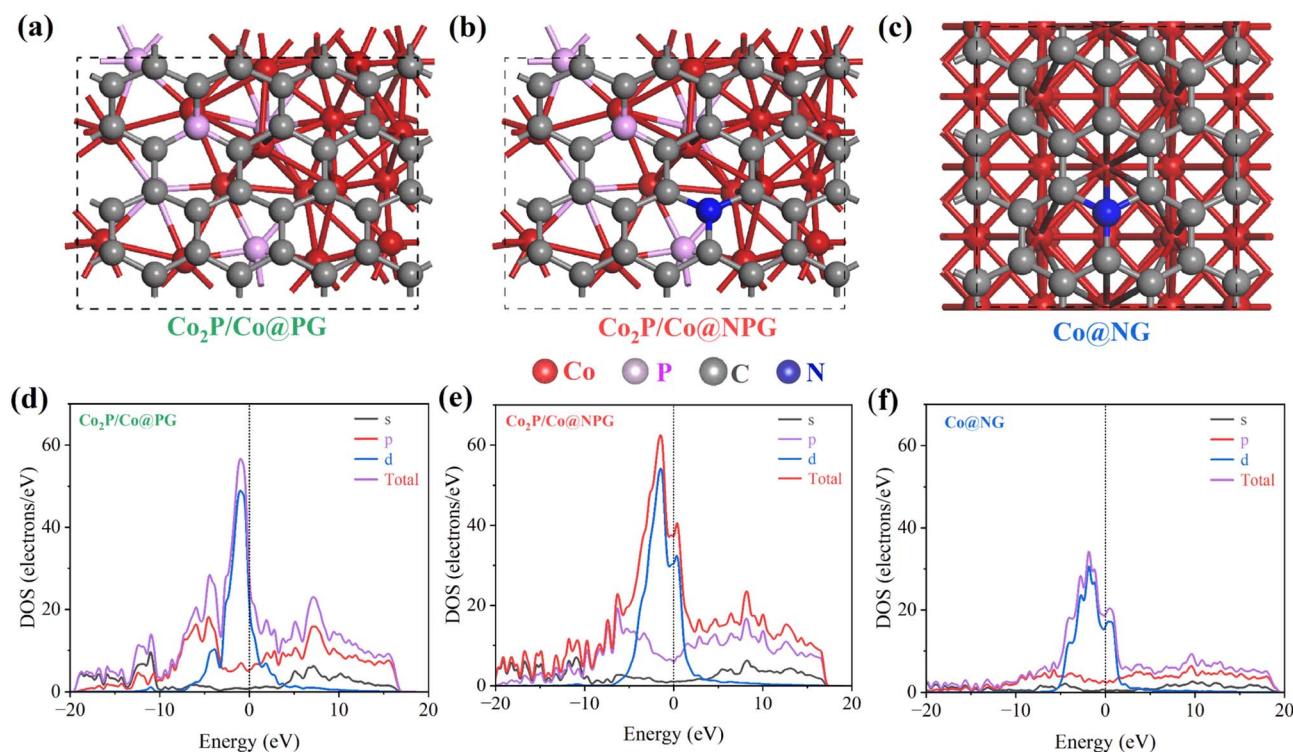 (a)
(b)
(c)
Co₂P/Co@PG
Co₂P/Co@NPG
Co@NG
Co P C N
(d)
(e)
(f)
Co₂P/Co@PG
s
p
d
Total
60
40
20
0
DOS (electrons/eV)
−20 −10 0 10 20
Energy (eV)
Co₂P/Co@NPG
s
p
d
Total
60
40
20
0
DOS (electrons/eV)
−20 −10 0 10 20
Energy (eV)
Co@NG
s
p
d
Total
60
40
20
0
DOS (electrons/eV)
−20 −10 0 10 20
Energy (eV)